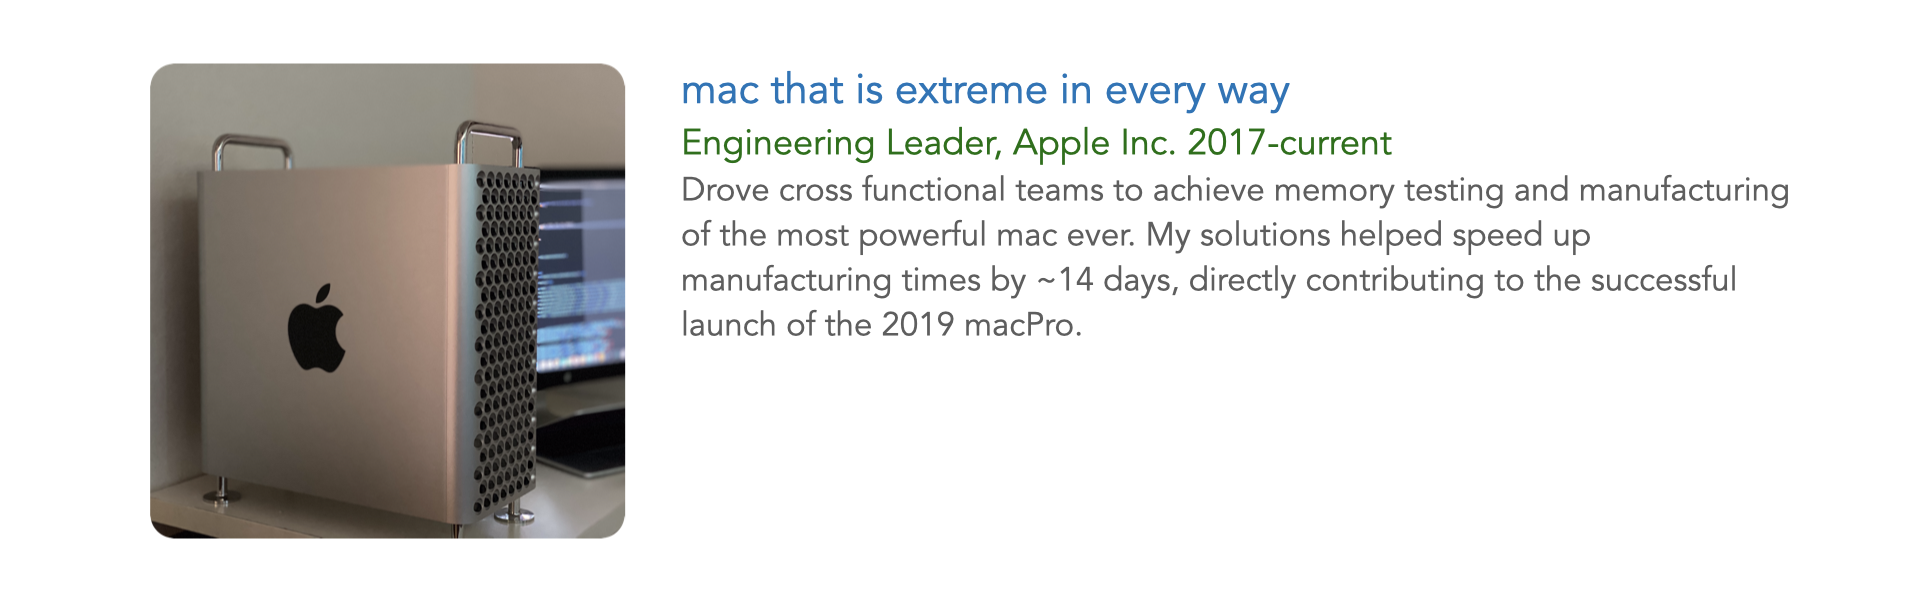 mac that is extreme in every way
Engineering Leader, Apple Inc. 2017-current
Drove cross functional teams to achieve memory testing and manufacturing
of the most powerful mac ever. My solutions helped speed up
manufacturing times by ~14 days, directly contributing to the successful
launch of the 2019 macPro.